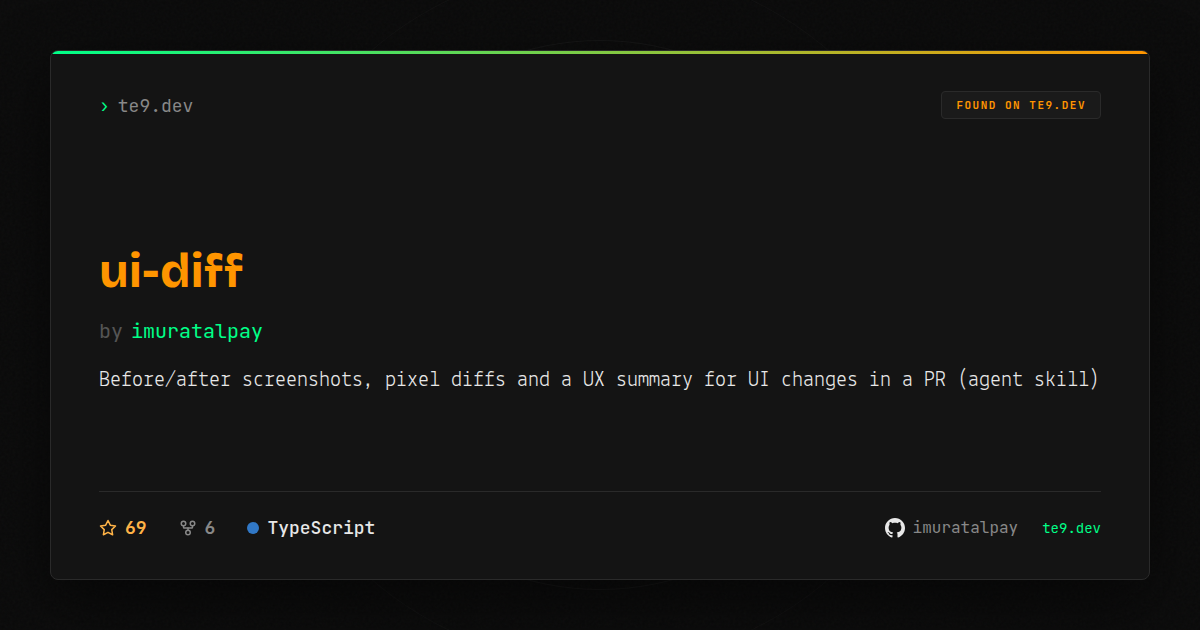 › te9.dev
FOUND ON TE9.DEV
ui-diff
by imuratalpay
Before/after screenshots, pixel diffs and a UX summary for UI changes in a PR (agent skill)
69
6
TypeScript
imuratalpay
te9.dev